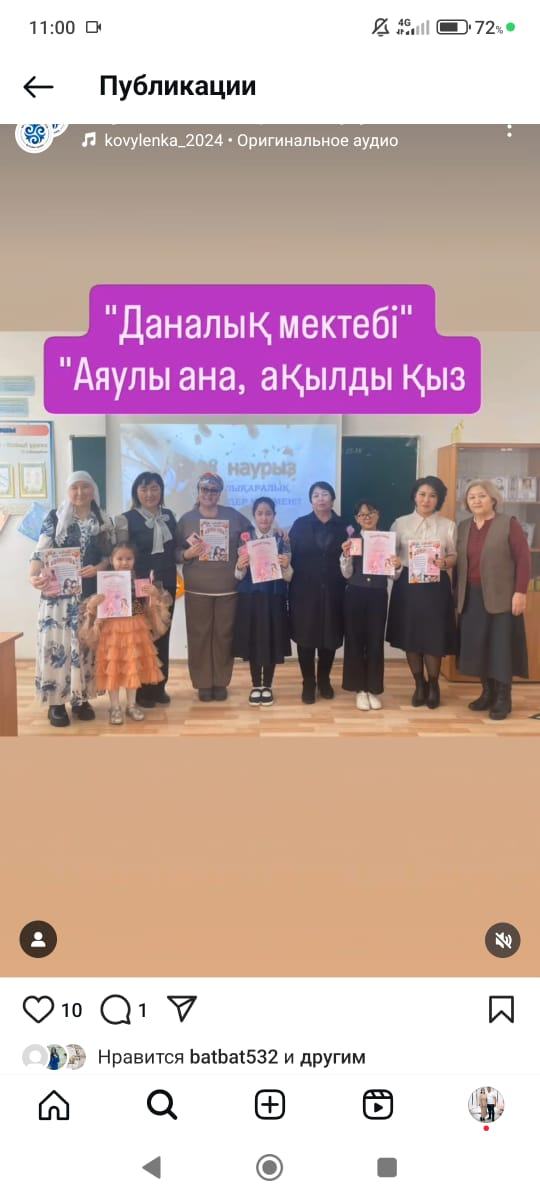 11:00
4G
72%
Публикации
kovylenka_2024 • Оригинальное аудио
"Даналық мектебі"
"Аяулы ана, ақылды қыз
наурыз
10
1
Нравится batbat532 и другим